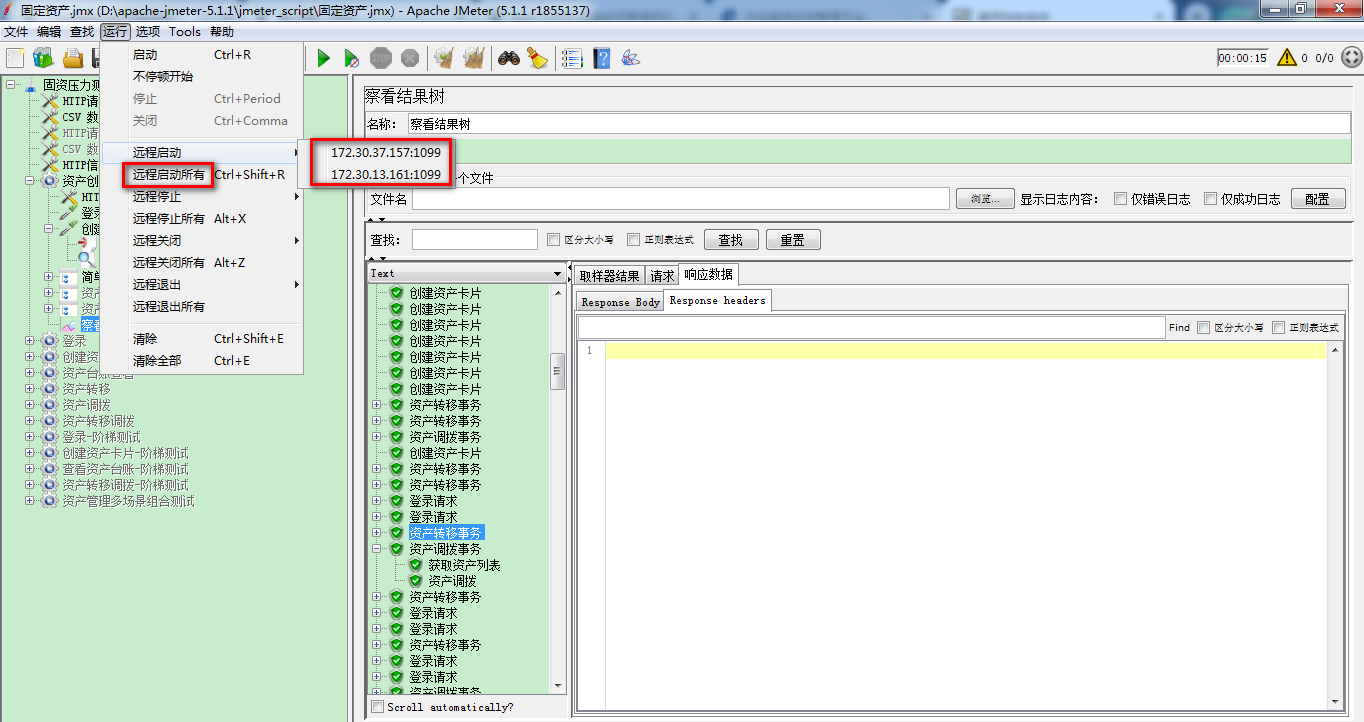 固定资产.jmx (D:\apache-jmeter-5.1.1\jmeter_script\固定资产.jmx) - Apache JMeter (5.1.1 r1855137)
文件 编辑 查找 运行 选项 Tools 帮助
00:00:15 0 0/0
启动 Ctrl+R
不停顿开始
停止 Ctrl+Period
关闭 Ctrl+Comma
远程启动
远程启动所有 Ctrl+Shift+R
远程停止
远程停止所有 Alt+X
远程关闭
远程关闭所有 Alt+Z
远程退出
远程退出所有
清除 Ctrl+Shift+E
清除全部 Ctrl+E
172.30.37.157:1099
172.30.13.161:1099
固资压力测
HTTP请
CSV 数
HTTP请
CSV 数
HTTP信
资产创
HTT
登录
创建
简单
资产
资产
察看
登录
创建资
资产台账查看
资产转移
资产调拨
资产转移调拨
登录-阶梯测试
创建资产卡片-阶梯测试
查看资产台账-阶梯测试
资产转移调拨-阶梯测试
资产管理多场景组合测试
察看结果树
名称: 察看结果树
个文件
文件名 浏览... 显示日志内容: 仅错误日志 仅成功日志 配置
查找: 区分大小写 正则表达式 查找 重置
Text
创建资产卡片
创建资产卡片
创建资产卡片
创建资产卡片
创建资产卡片
创建资产卡片
创建资产卡片
资产转移事务
资产转移事务
资产调拨事务
创建资产卡片
资产转移事务
资产转移事务
登录请求
登录请求
资产转移事务
资产调拨事务
获取资产列表
资产调拨
资产转移事务
登录请求
登录请求
资产转移事务
登录请求
登录请求
资产调拨事务
Scroll automatically?
取样器结果 请求 响应数据
Response Body Response headers
Find 区分大小写 正则表达式
1